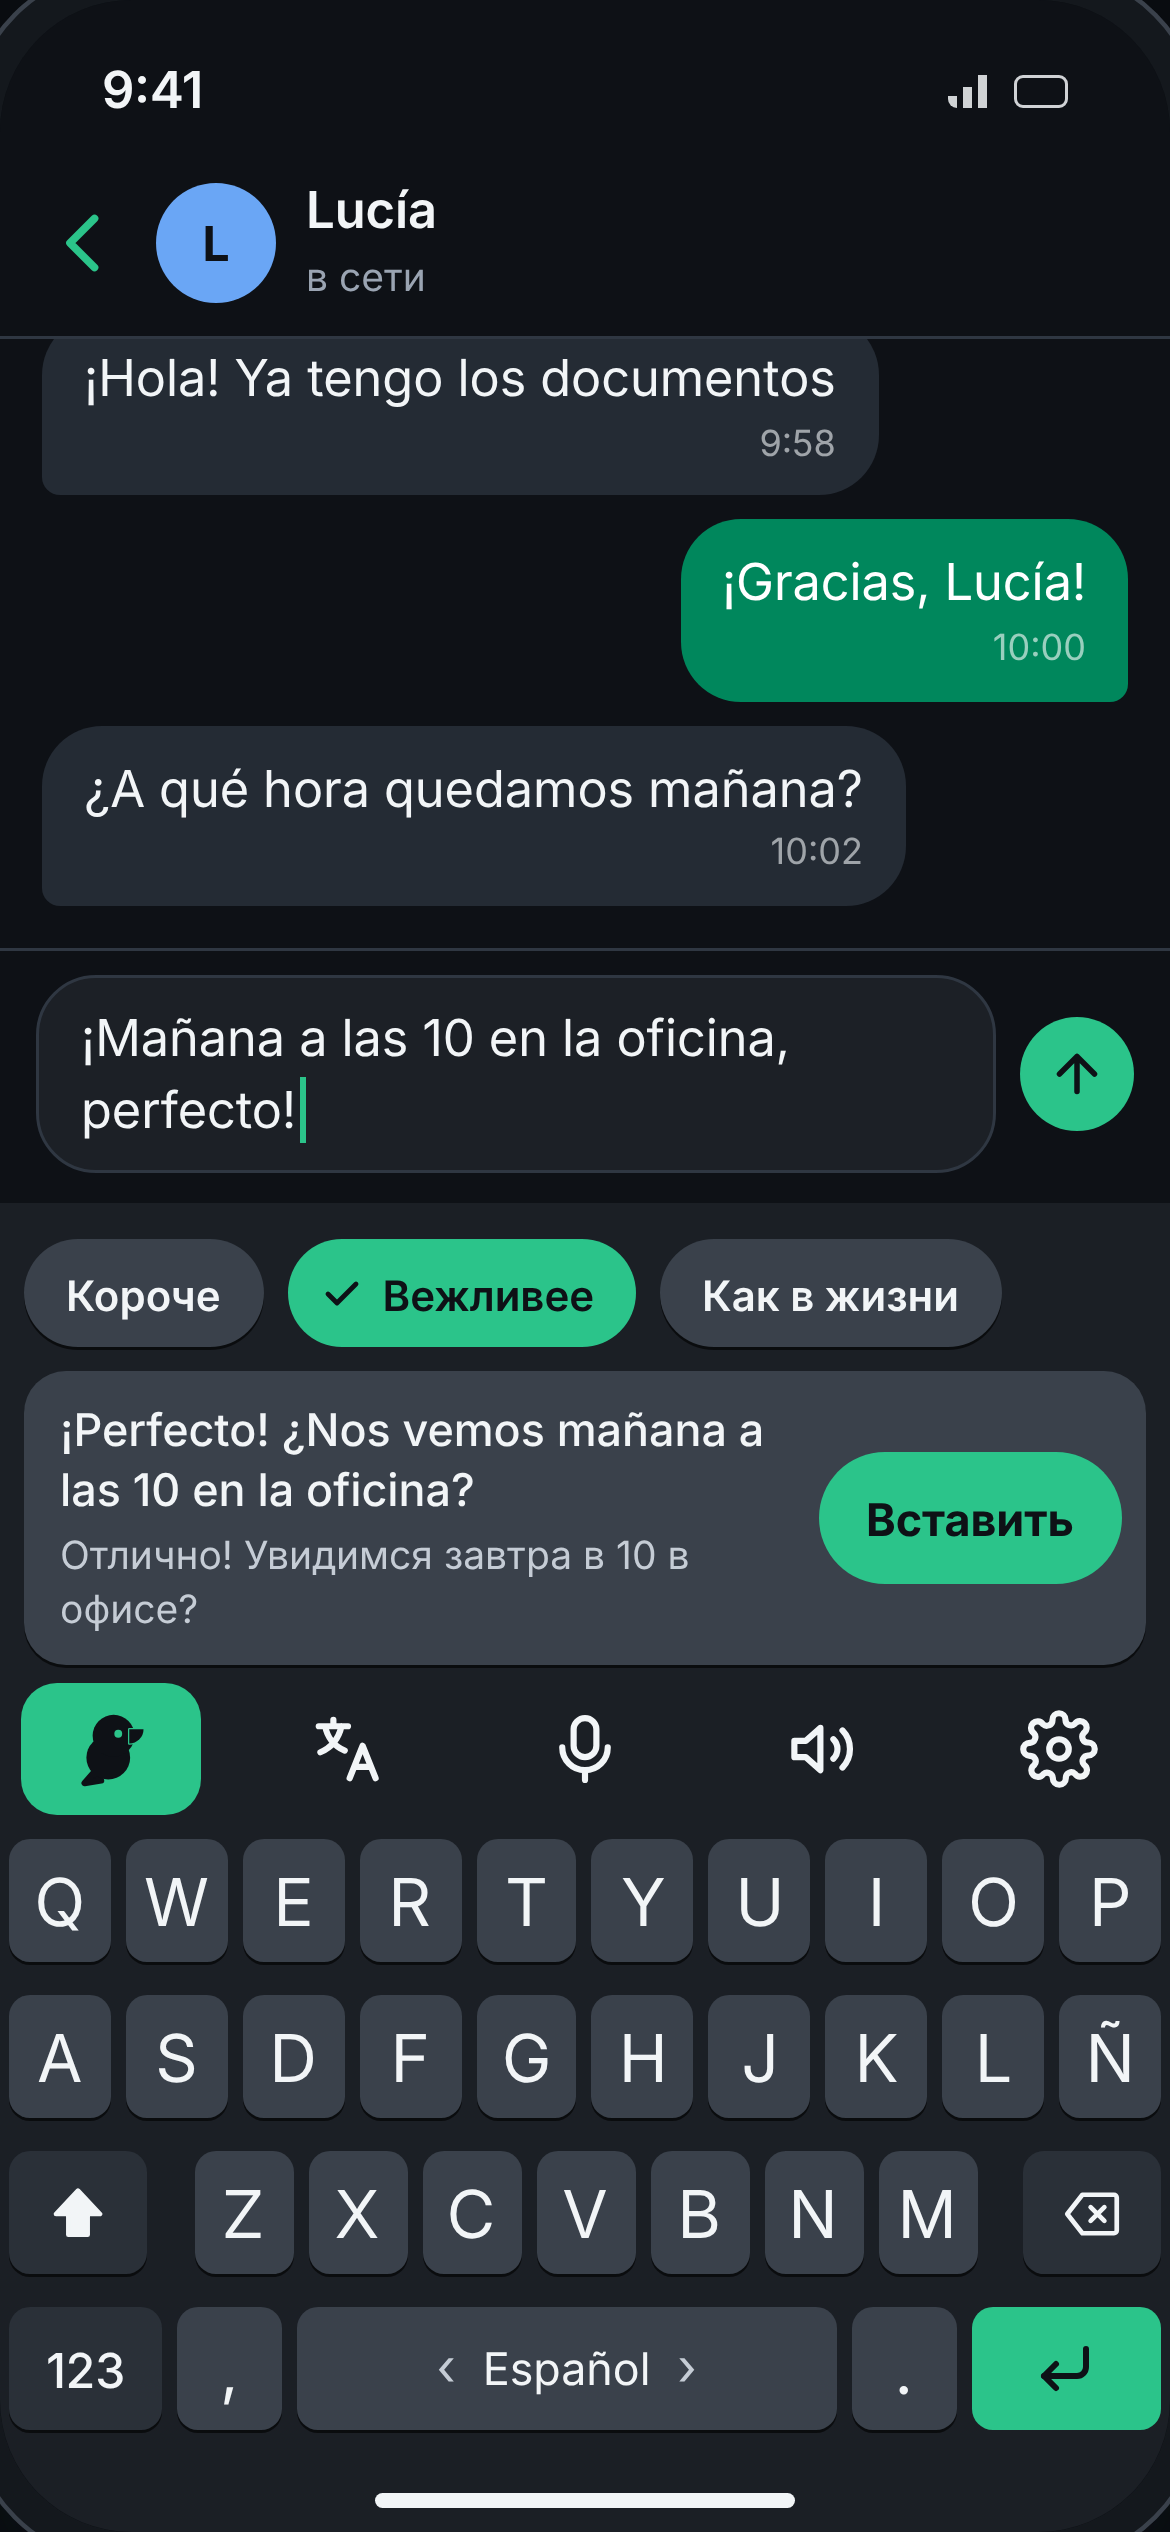 9:41
L
Lucía
в сети
¡Hola! Ya tengo los documentos
9:58
¡Gracias, Lucía!
10:00
¿A qué hora quedamos mañana?
10:02
¡Mañana a las 10 en la oficina,
perfecto!
Короче
Вежливее
Как в жизни
¡Perfecto! ¿Nos vemos mañana a
las 10 en la oficina?
Отлично! Увидимся завтра в 10 в
офисе?
Вставить
Q W E R T Y U I O P
A S D F G H J K L Ñ
Z X C V B N M
123 , ‹ Español › .